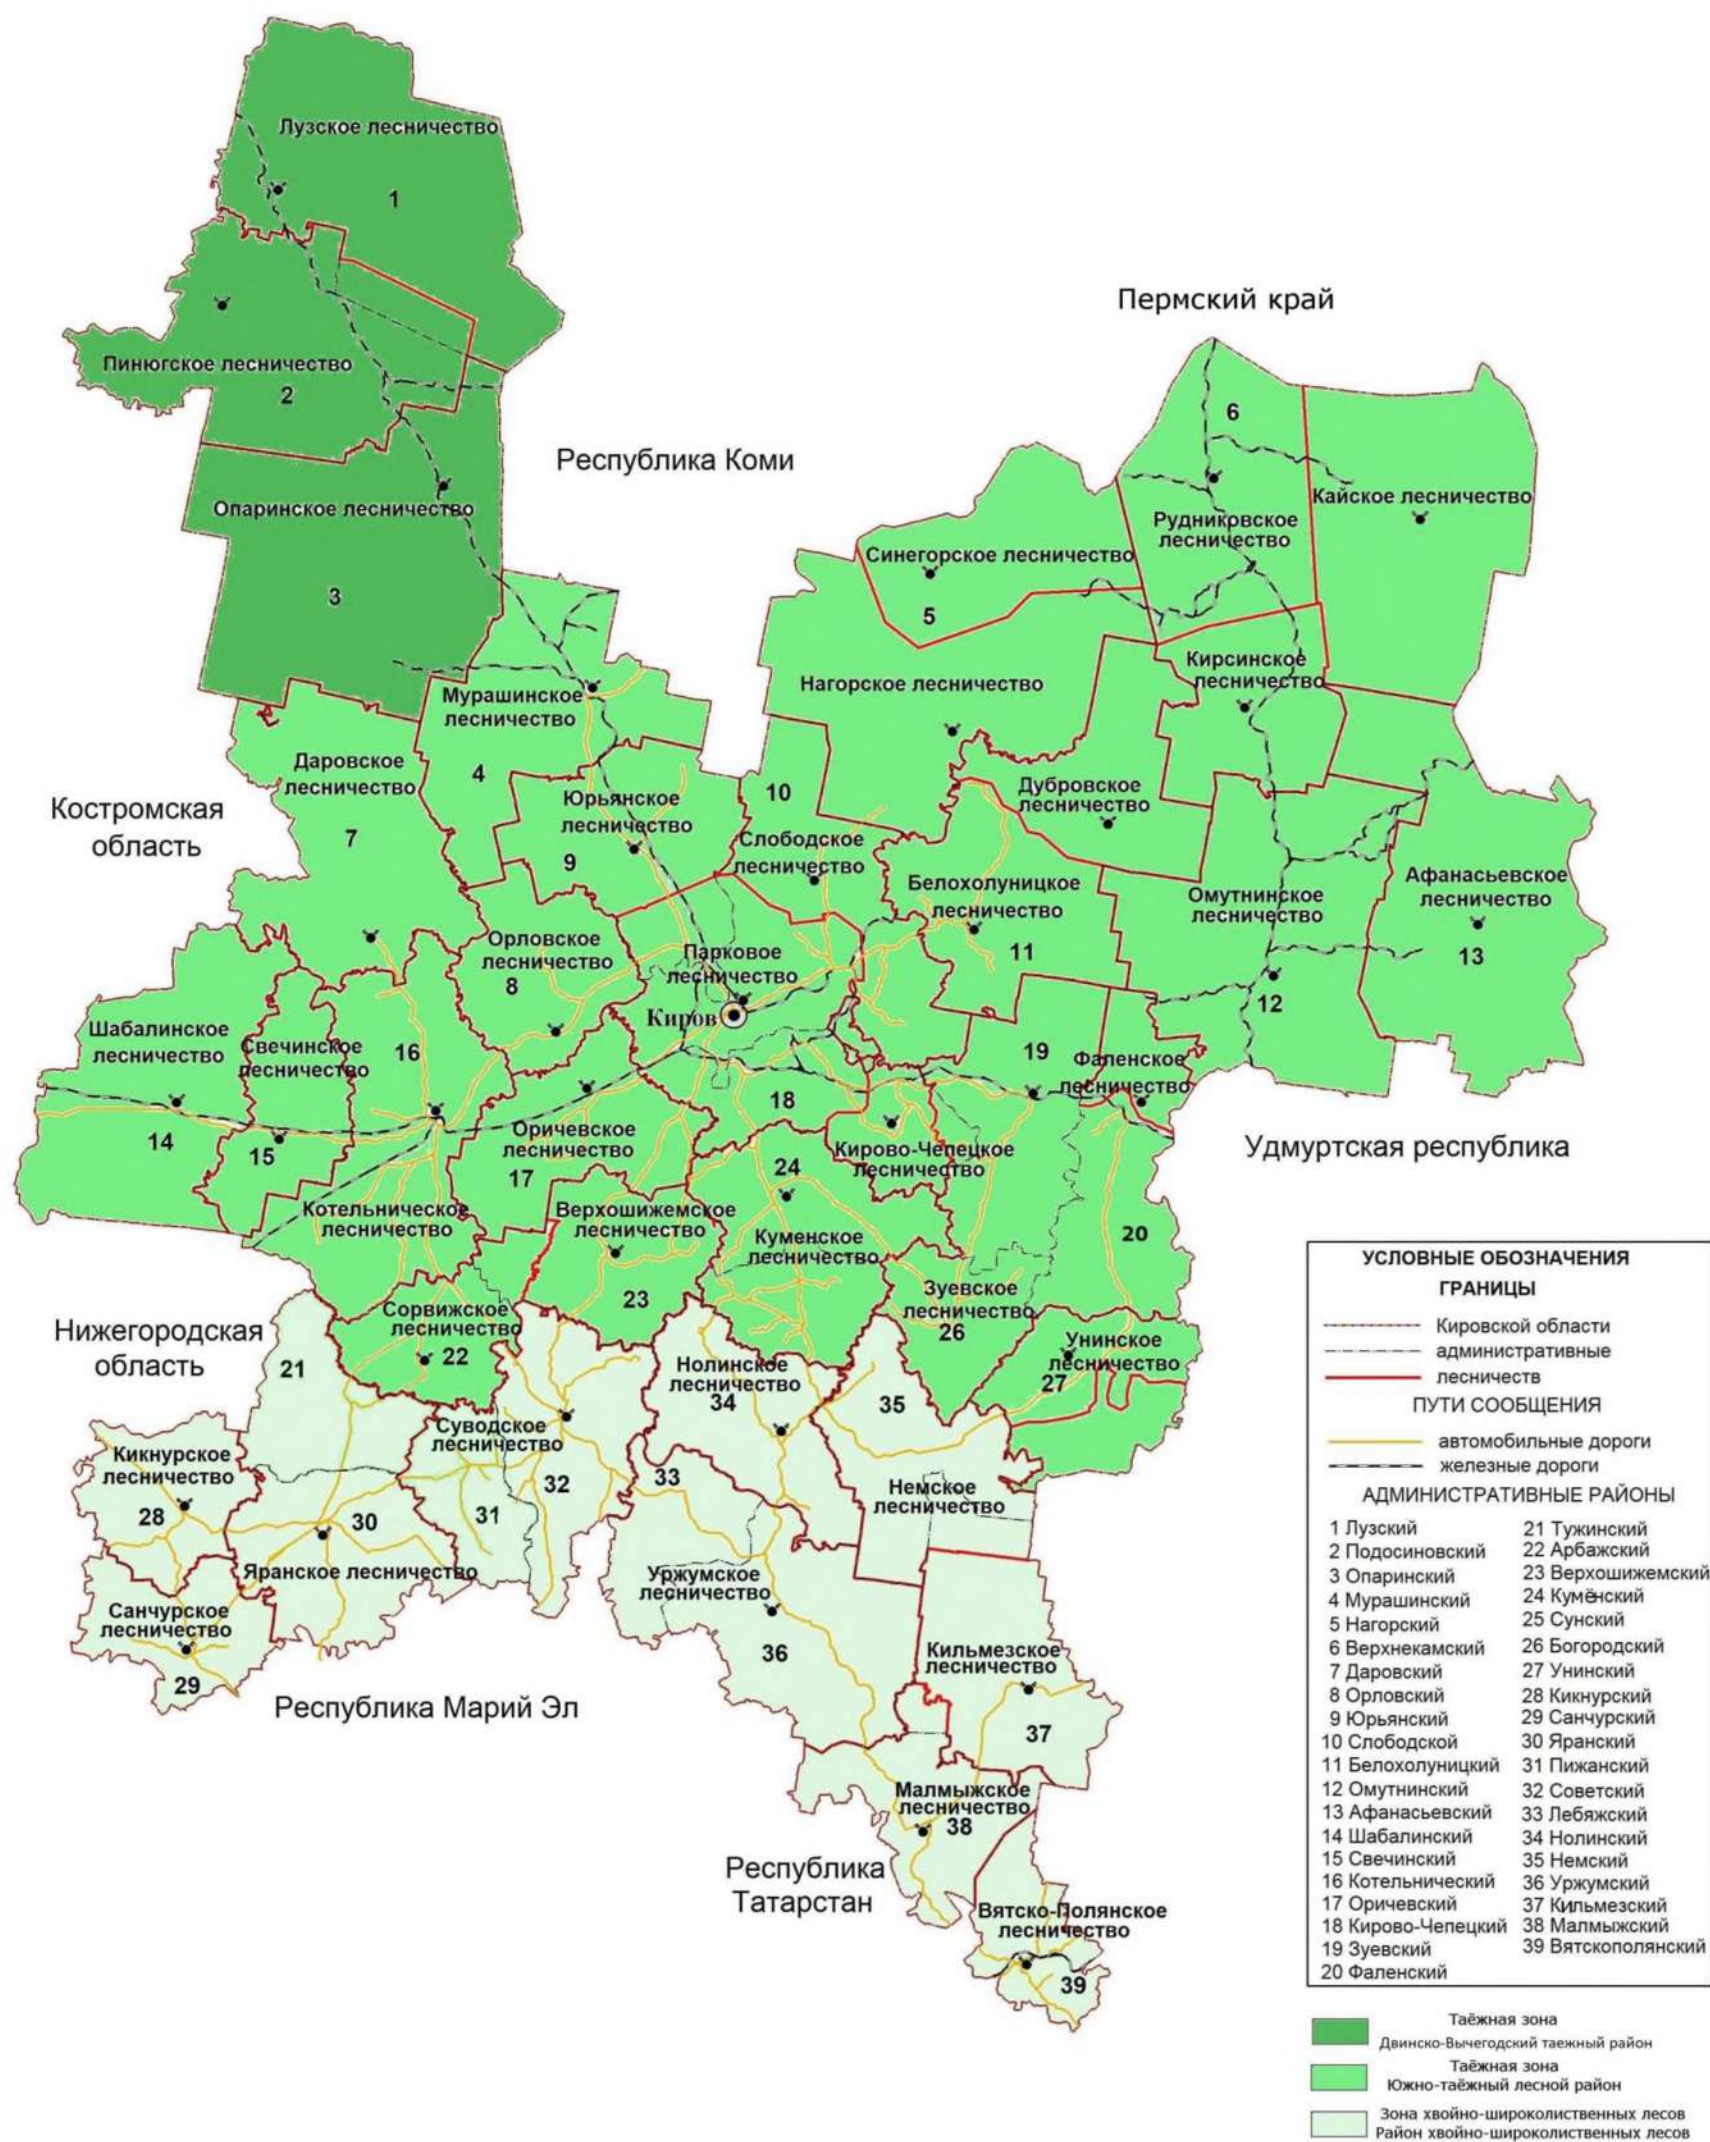 Лузское лесничество
1
Пермский край
Пинюгское лесничество
2
6
Республика Коми
Кайское лесничество
Опаринское лесничество
Рудниковское
лесничество
Синегорское лесничество
3
5
Кирсинское
лесничество
Нагорское лесничество
Мурашинское
лесничество
Даровское
лесничество
4
Дубровское
лесничество
10
Юрьянское
лесничество
Костромская
область
7
9
Слободское
лесничество
Белохолуницкое
лесничество
Омутнинское
лесничество
Афанасьевское
лесничество
Орловское
лесничество
8
Парковое
лесничество
11
13
12
Киров
Шабалинское
лесничество
Свечинское
лесничество
16
19
Фаленское
лесничество
18
14
15
Оричевское
лесничество
17
24
Кирово-Чепецкое
лесничество
Удмуртская республика
Котельническое
лесничество
Верхошижемское
лесничество
Куменское
лесничество
20
Зуевское
лесничество
26
23
Сорвижское
лесничество
22
Нижегородская
область
21
Унинское
лесничество
27
Нолинское
лесничество
34
35
Суводское
лесничество
Кикнурское
лесничество
28
33
32
31
30
Немское
лесничество
Яранское лесничество
Уржумское
лесничество
Санчурское
лесничество
29
36
Кильмезское
лесничество
37
Республика Марий Эл
Малмыжское
лесничество
38
Республика
Татарстан
Вятско-Полянское
лесничество
39
УСЛОВНЫЕ ОБОЗНАЧЕНИЯ
ГРАНИЦЫ
Кировской области
административные
лесничеств
ПУТИ СООБЩЕНИЯ
автомобильные дороги
железные дороги
АДМИНИСТРАТИВНЫЕ РАЙОНЫ
1 Лузский
2 Подосиновский
3 Опаринский
4 Мурашинский
5 Нагорский
6 Верхнекамский
7 Даровский
8 Орловский
9 Юрьянский
10 Слободской
11 Белохолуницкий
12 Омутнинский
13 Афанасьевский
14 Шабалинский
15 Свечинский
16 Котельнический
17 Оричевский
18 Кирово-Чепецкий
19 Зуевский
20 Фаленский
21 Тужинский
22 Арбажский
23 Верхошижемский
24 Кумёнский
25 Сунский
26 Богородский
27 Унинский
28 Кикнурский
29 Санчурский
30 Яранский
31 Пижанский
32 Советский
33 Лебяжский
34 Нолинский
35 Немский
36 Уржумский
37 Кильмезский
38 Малмыжский
39 Вятскополянский
Таёжная зона
Двинско-Вычегодский таежный район
Таёжная зона
Южно-таёжный лесной район
Зона хвойно-широколиственных лесов
Район хвойно-широколиственных лесов